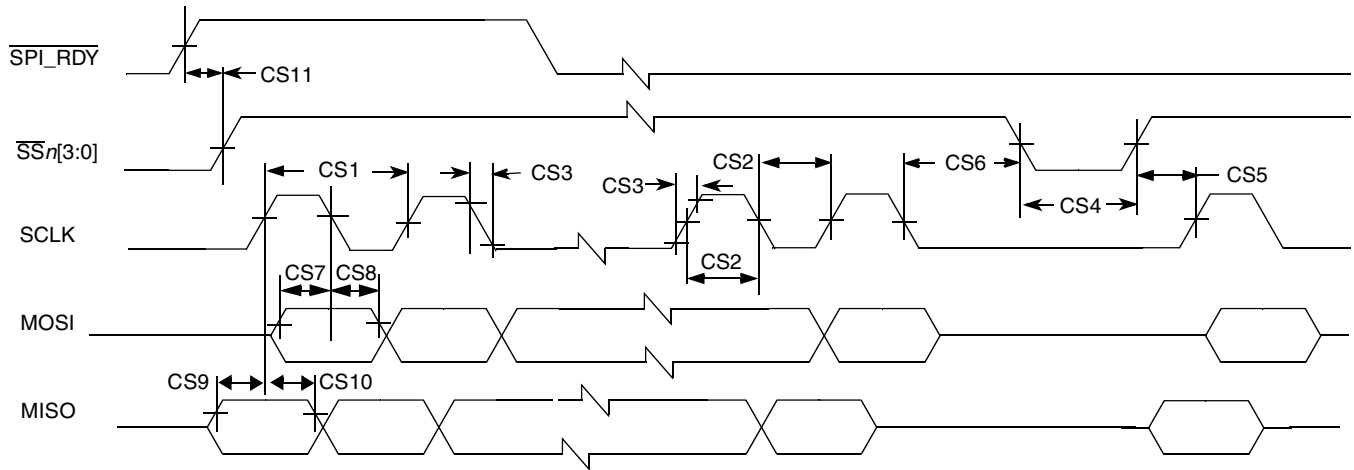 SPI_RDY
CS11
SSn[3:0]
CS1
CS3
CS3
CS2
CS6
CS5
CS4
SCLK
CS2
CS7
CS8
MOSI
CS9
CS10
MISO